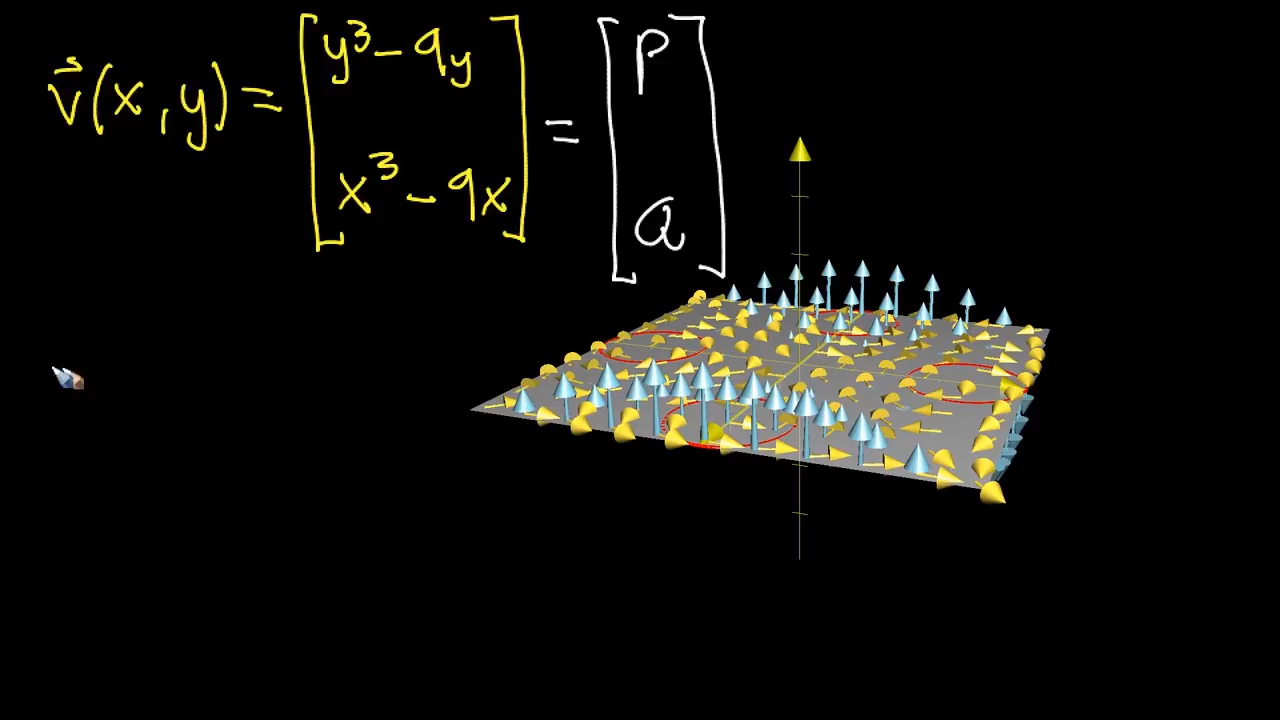 v⃗(x,y) = [y³ - 9y
x³ - 9x] = [P
Q]